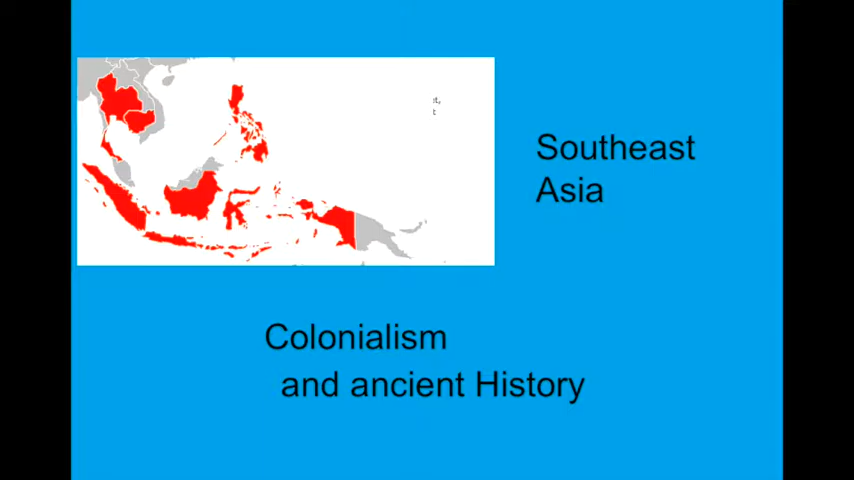 Southeast
Asia
Colonialism
and ancient History